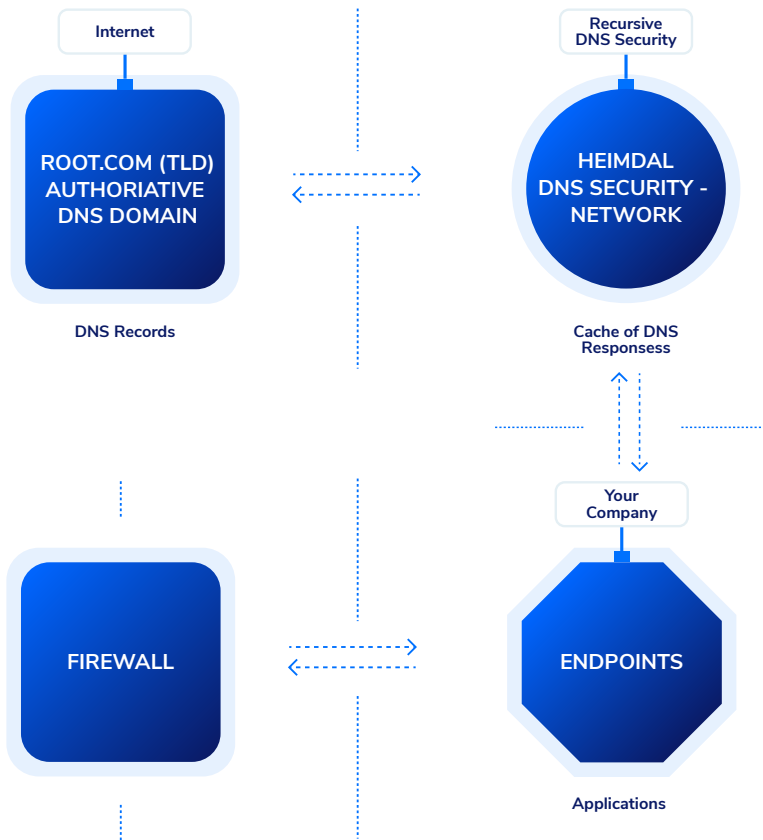 Internet
ROOT.COM (TLD)
AUTHORIATIVE
DNS DOMAIN
DNS Records
Recursive
DNS Security
HEIMDAL
DNS SECURITY -
NETWORK
Cache of DNS
Responsess
FIREWALL
Your
Company
ENDPOINTS
Applications